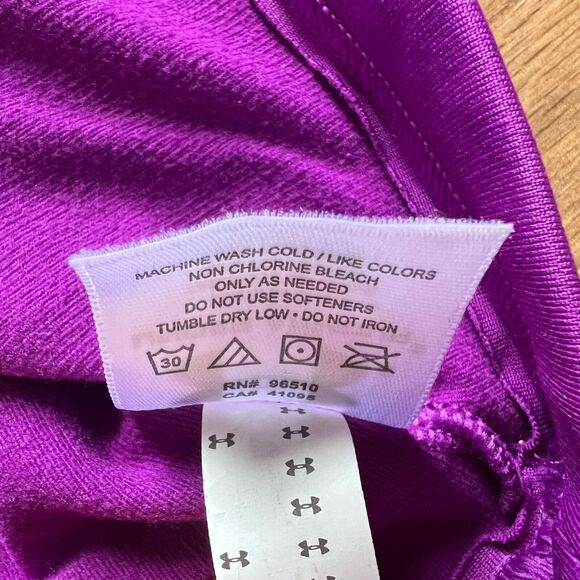 MACHINE WASH COLD / LIKE COLORS
NON CHLORINE BLEACH
ONLY AS NEEDED
DO NOT USE SOFTENERS
TUMBLE DRY LOW • DO NOT IRON
30
RN# 96510
CA# 41095